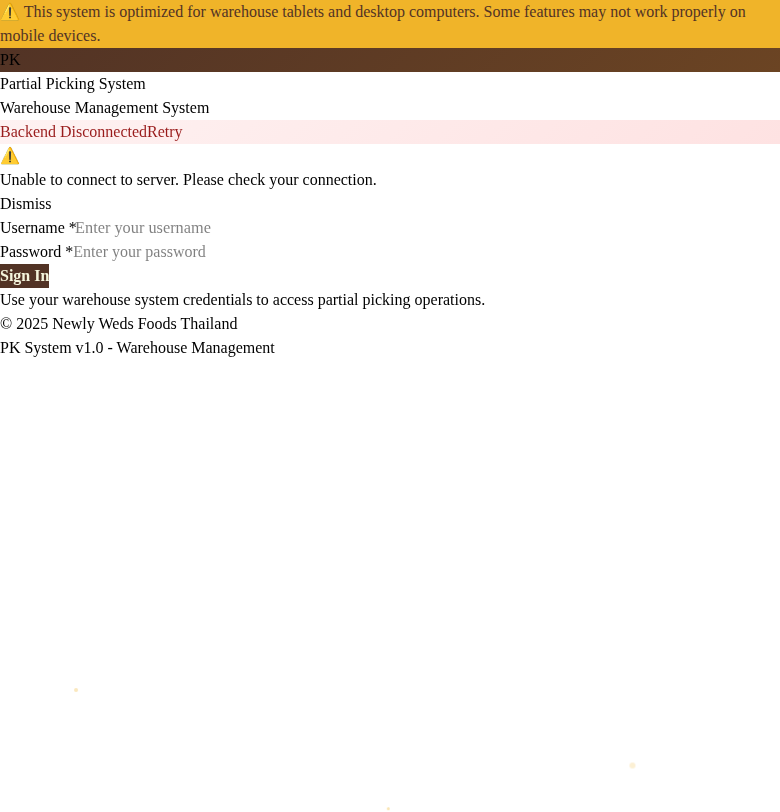 ⚠️ This system is optimized for warehouse tablets and desktop computers. Some features may not work properly on
mobile devices.
PK
Partial Picking System
Warehouse Management System
Backend DisconnectedRetry
⚠️
Unable to connect to server. Please check your connection.
Dismiss
Username *Enter your username
Password *Enter your password
Sign In
Use your warehouse system credentials to access partial picking operations.
© 2025 Newly Weds Foods Thailand
PK System v1.0 - Warehouse Management